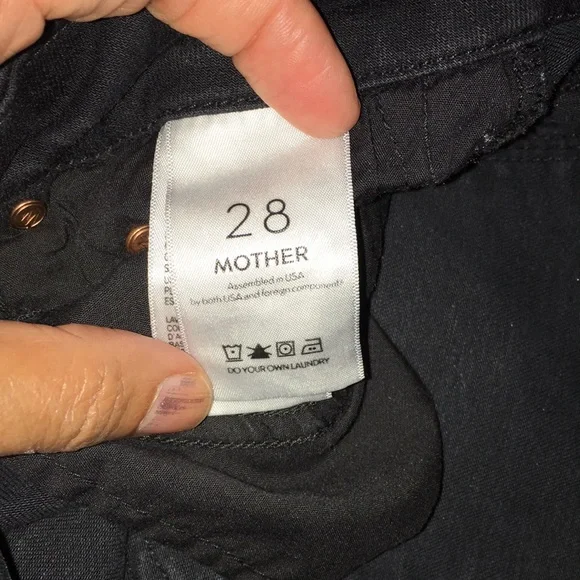 28
MOTHER
Assembled in USA
by both USA and foreign components
DO YOUR OWN LAUNDRY